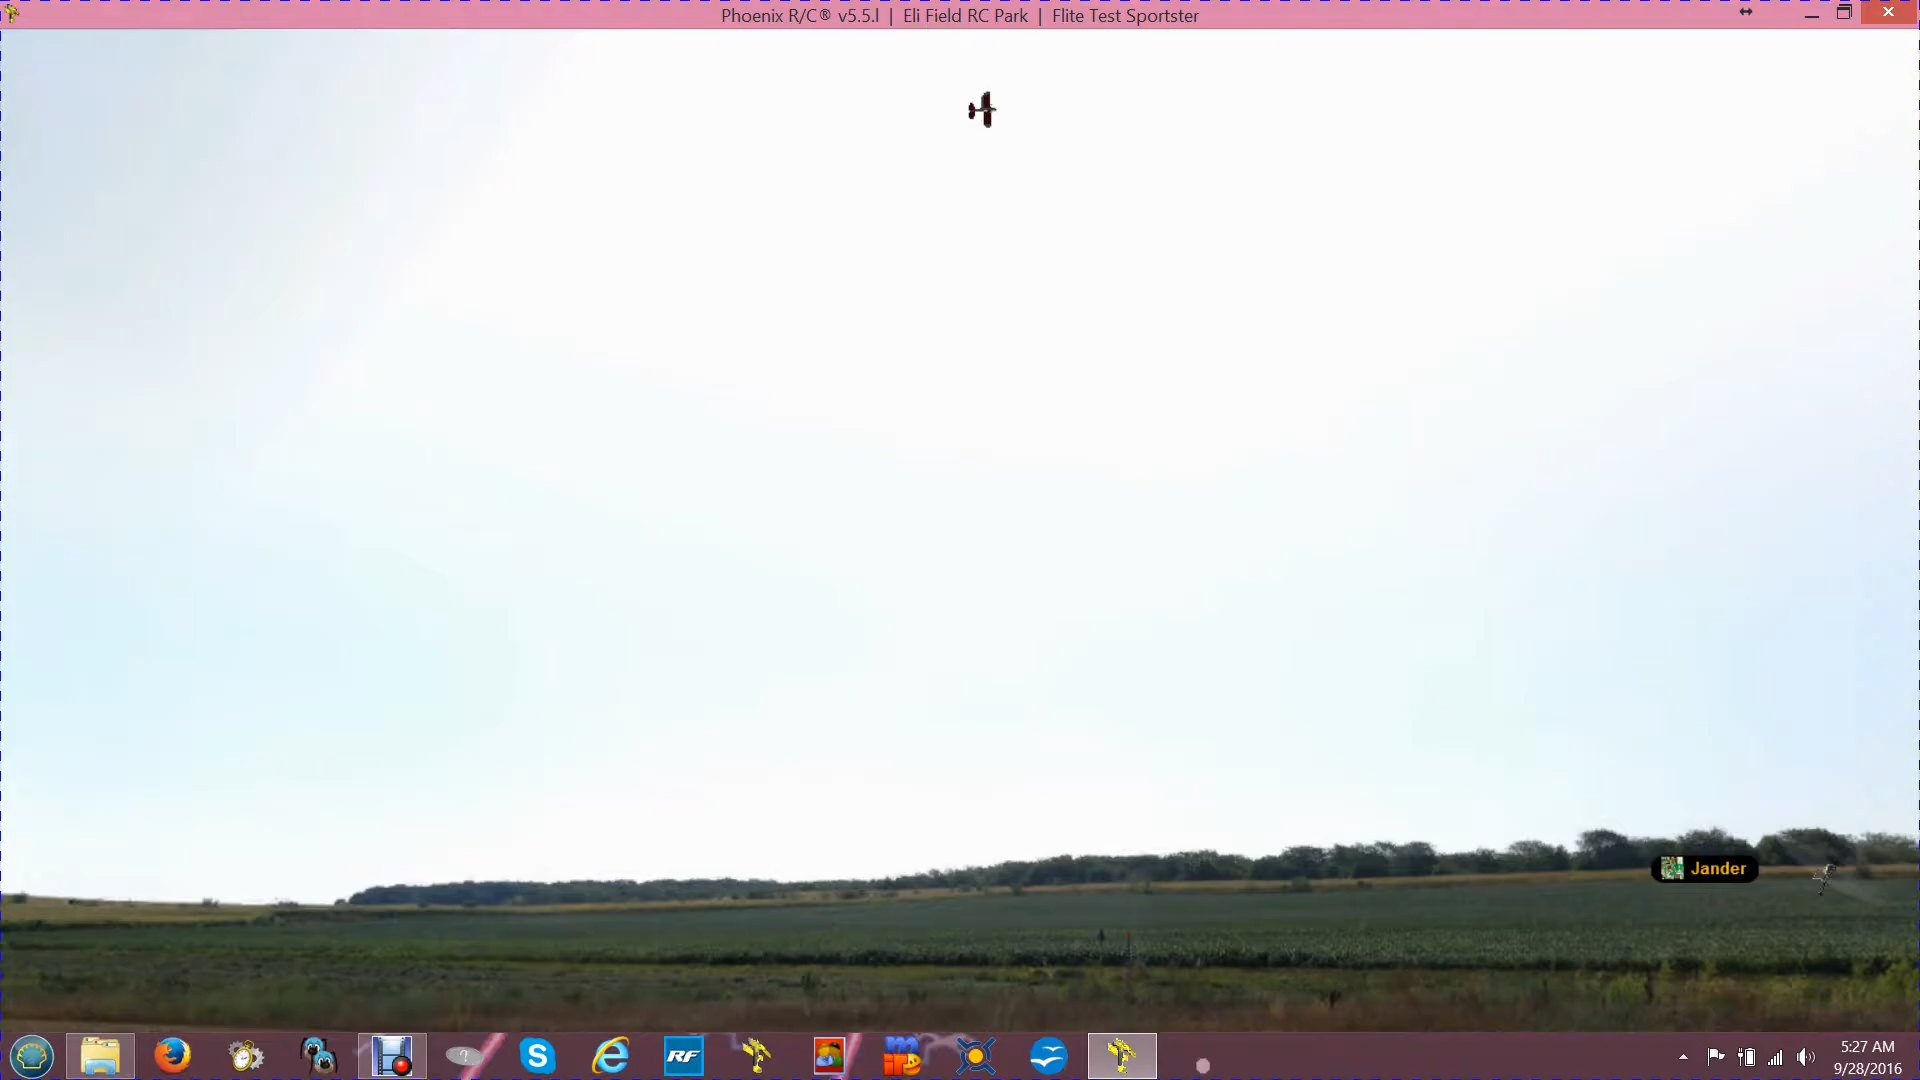 Phoenix R/C® v5.5.l | Eli Field RC Park | Flite Test Sportster
Jander
RF
5:27 AM
9/28/2016